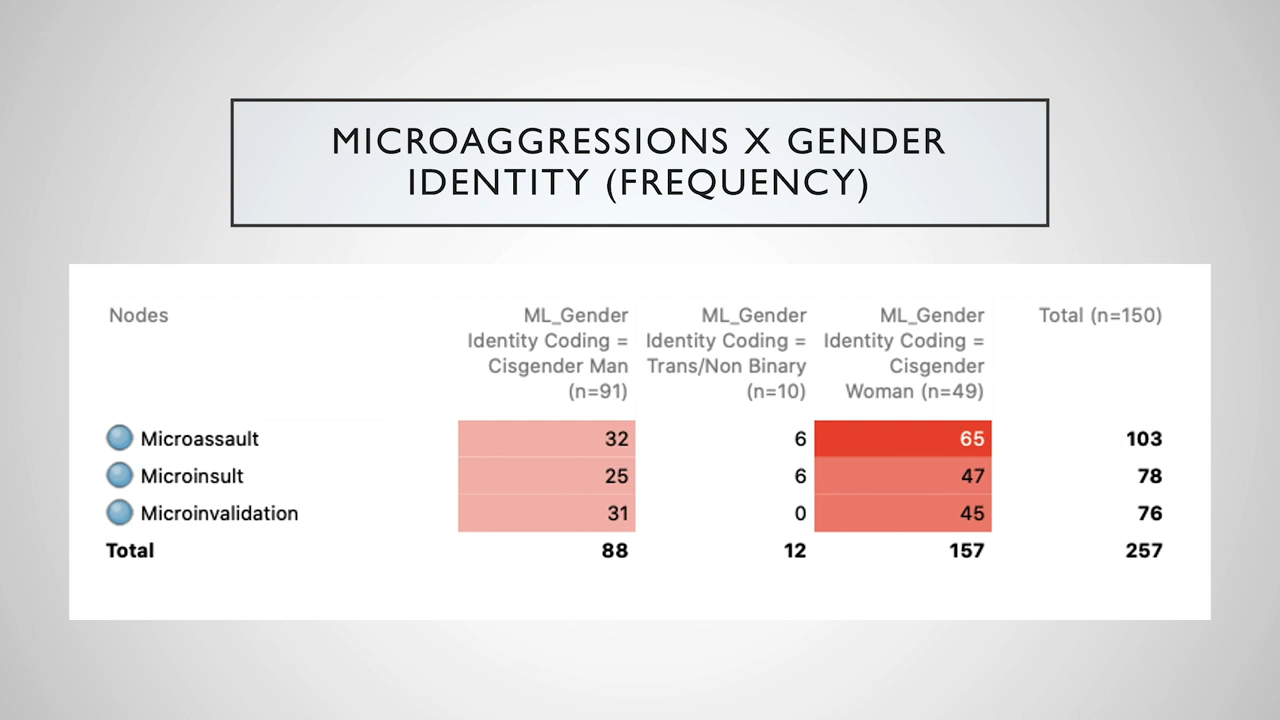 MICROAGGRESSIONS X GENDER
IDENTITY (FREQUENCY)
Nodes
ML_Gender
Identity Coding =
Cisgender Man
(n=91)
ML_Gender
Identity Coding =
Trans/Non Binary
(n=10)
ML_Gender
Identity Coding =
Cisgender
Woman (n=49)
Total (n=150)
Microassault 32 6 65 103
Microinsult 25 6 47 78
Microinvalidation 31 0 45 76
Total 88 12 157 257